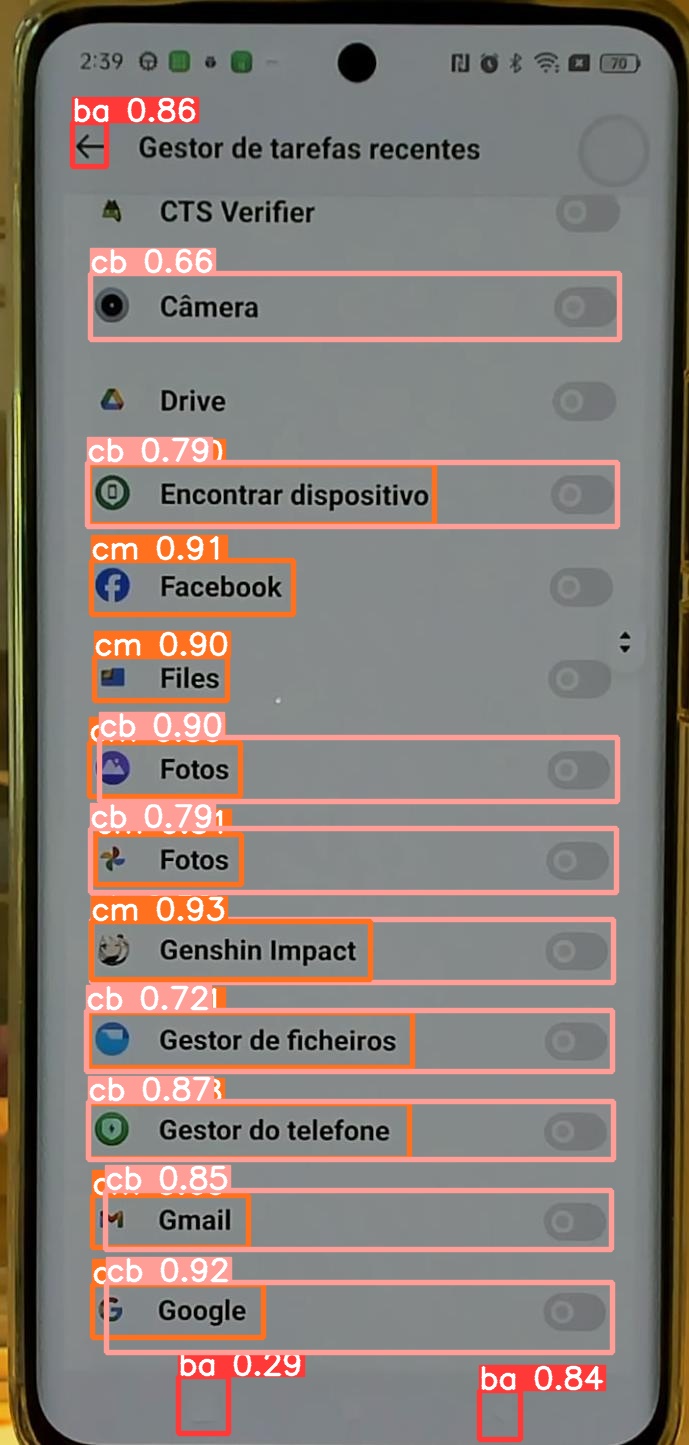 2:39
70
ba 0.86
Gestor de tarefas recentes
CTS Verifier
cb 0.66
Câmera
Drive
cb 0.79
Encontrar dispositivo
cm 0.91
Facebook
cm 0.90
Files
cb 0.90
Fotos
cb 0.79
Fotos
cm 0.93
Genshin Impact
cb 0.72
Gestor de ficheiros
cb 0.87
Gestor do telefone
cb 0.85
Gmail
cb 0.92
Google
ba 0.29
ba 0.84